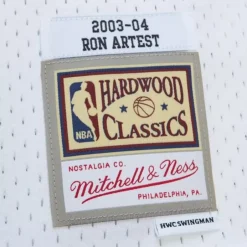 2003-04
RON ARTEST
HARDWOOD
CLASSICS
NBA
NOSTALGIA CO.
Mitchell & Ness
PHILADELPHIA, PA.
HWC SWINGMAN